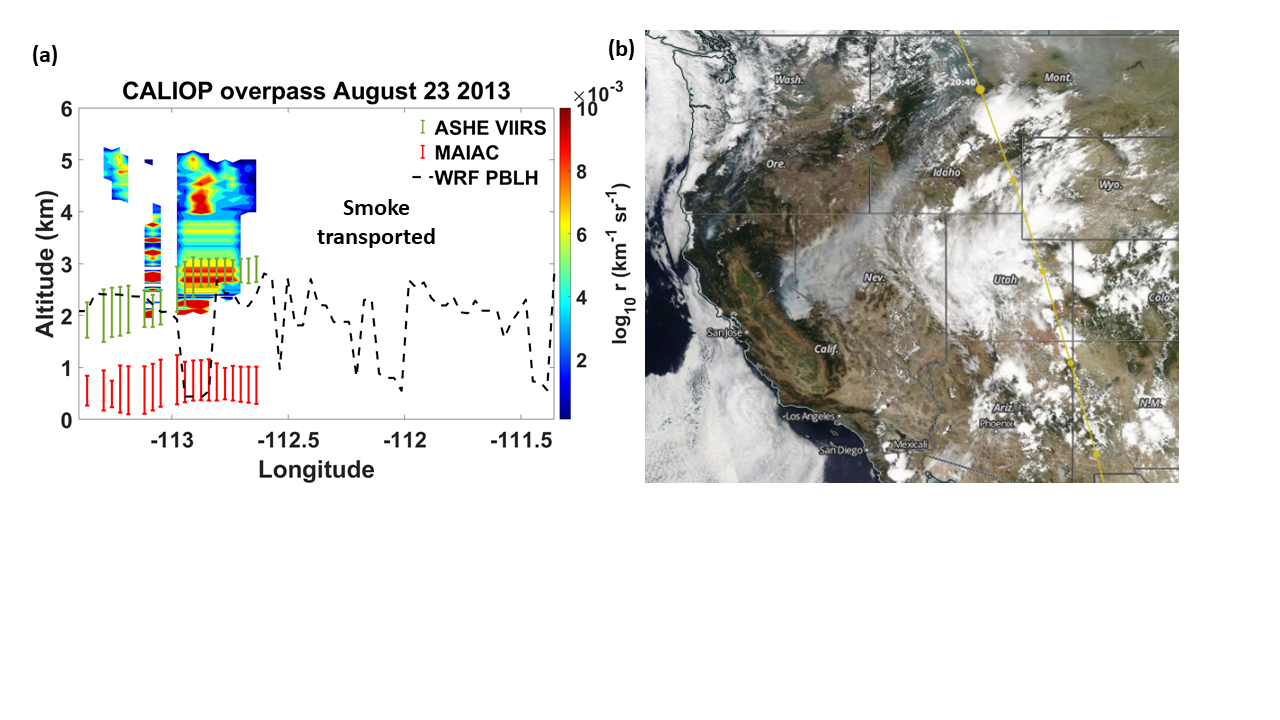 (a)
CALIOP overpass August 23 2013
×10⁻³
6
5
4
3
2
1
0
Altitude (km)
ASHE VIIRS
MAIAC
WRF PBLH
Smoke
transported
-113
-112.5
-112
-111.5
Longitude
10
8
6
4
2
log₁₀ r (km⁻¹ sr⁻¹)
(b)
Wash.
20:40
Mont.
Ore.
Idaho
Wyo.
Nev.
Utah
Colo.
San Jose
Calif.
Ariz.
N.M.
Los Angeles
Phoenix
San Diego
Mexicali